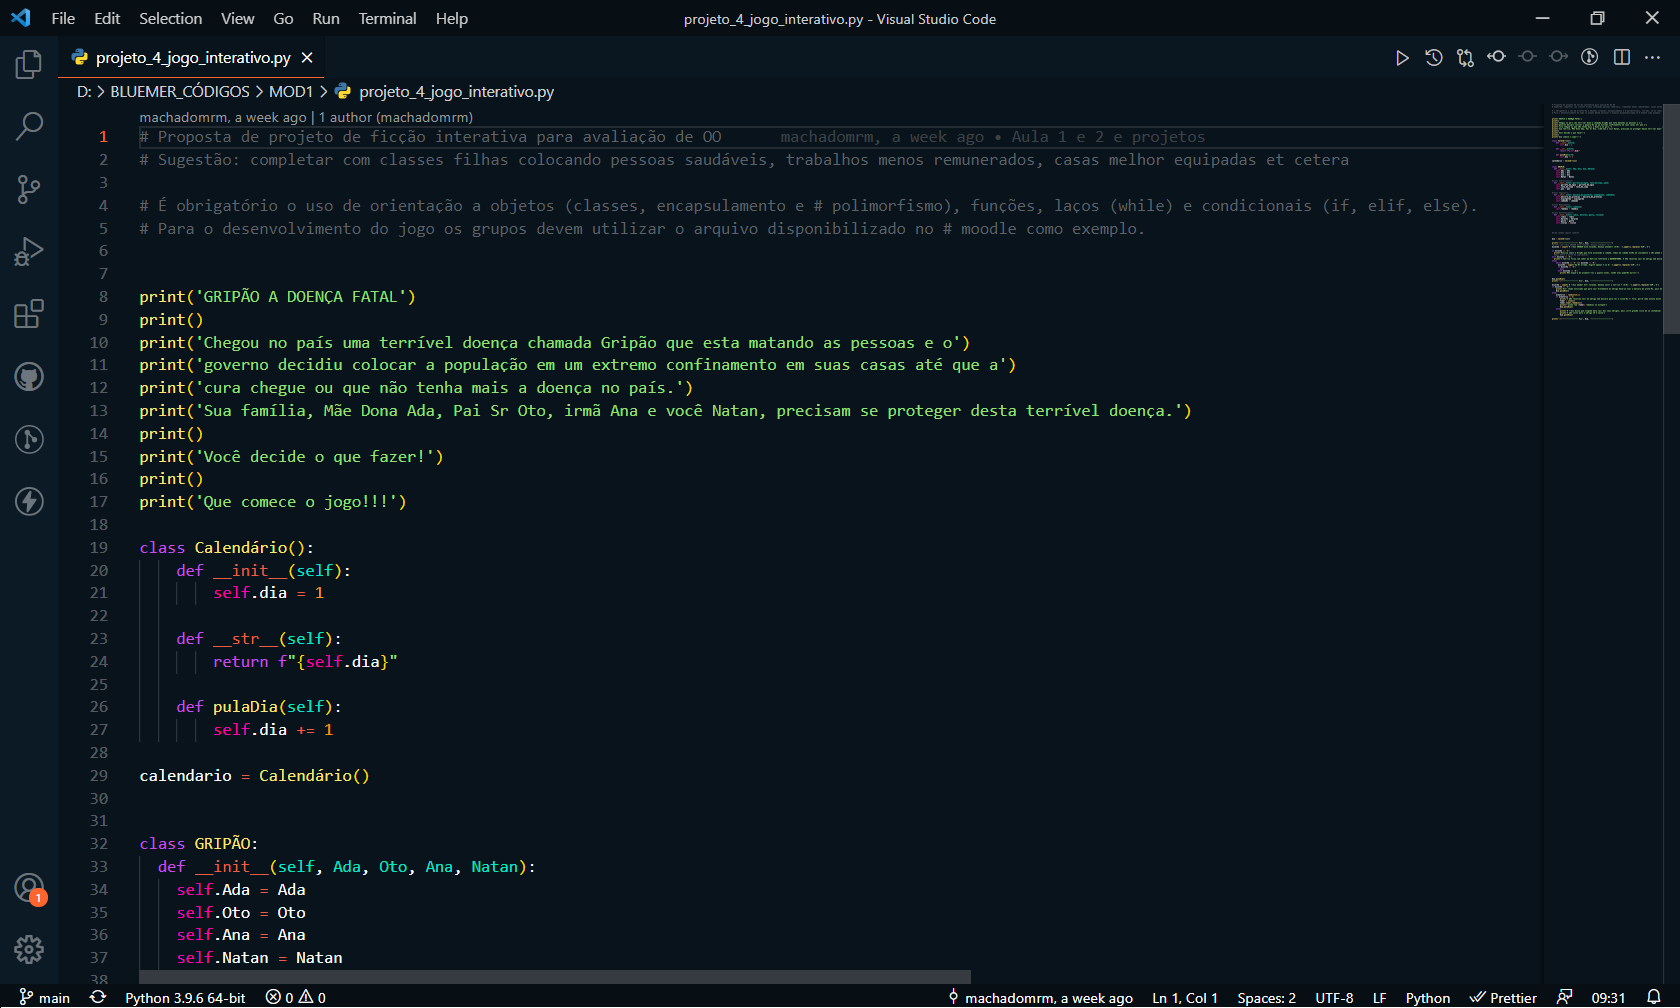 File Edit Selection View Go Run Terminal Help projeto_4_jogo_interativo.py - Visual Studio Code
projeto_4_jogo_interativo.py
D: > BLUEMER_CÓDIGOS > MOD1 > projeto_4_jogo_interativo.py
machadomrm, a week ago | 1 author (machadomrm)
1 # Proposta de projeto de ficção interativa para avaliação de OO machadomrm, a week ago • Aula 1 e 2 e projetos
2 # Sugestão: completar com classes filhas colocando pessoas saudáveis, trabalhos menos remunerados, casas melhor equipadas et cetera
3
4 # É obrigatório o uso de orientação a objetos (classes, encapsulamento e # polimorfismo), funções, laços (while) e condicionais (if, elif, else).
5 # Para o desenvolvimento do jogo os grupos devem utilizar o arquivo disponibilizado no # moodle como exemplo.
6
7
8 print('GRIPÃO A DOENÇA FATAL')
9 print()
10 print('Chegou no país uma terrível doença chamada Gripão que esta matando as pessoas e o')
11 print('governo decidiu colocar a população em um extremo confinamento em suas casas até que a')
12 print('cura chegue ou que não tenha mais a doença no país.')
13 print('Sua família, Mãe Dona Ada, Pai Sr Oto, irmã Ana e você Natan, precisam se proteger desta terrível doença.')
14 print()
15 print('Você decide o que fazer!')
16 print()
17 print('Que comece o jogo!!!')
18
19 class Calendário():
20 def __init__(self):
21 self.dia = 1
22
23 def __str__(self):
24 return f"{self.dia}"
25
26 def pulaDia(self):
27 self.dia += 1
28
29 calendario = Calendário()
30
31
32 class GRIPÃO:
33 def __init__(self, Ada, Oto, Ana, Natan):
34 self.Ada = Ada
35 self.Oto = Oto
36 self.Ana = Ana
37 self.Natan = Natan
38
1
main Python 3.9.6 64-bit 0 0 machadomrm, a week ago Ln 1, Col 1 Spaces: 2 UTF-8 LF Python Prettier 09:31